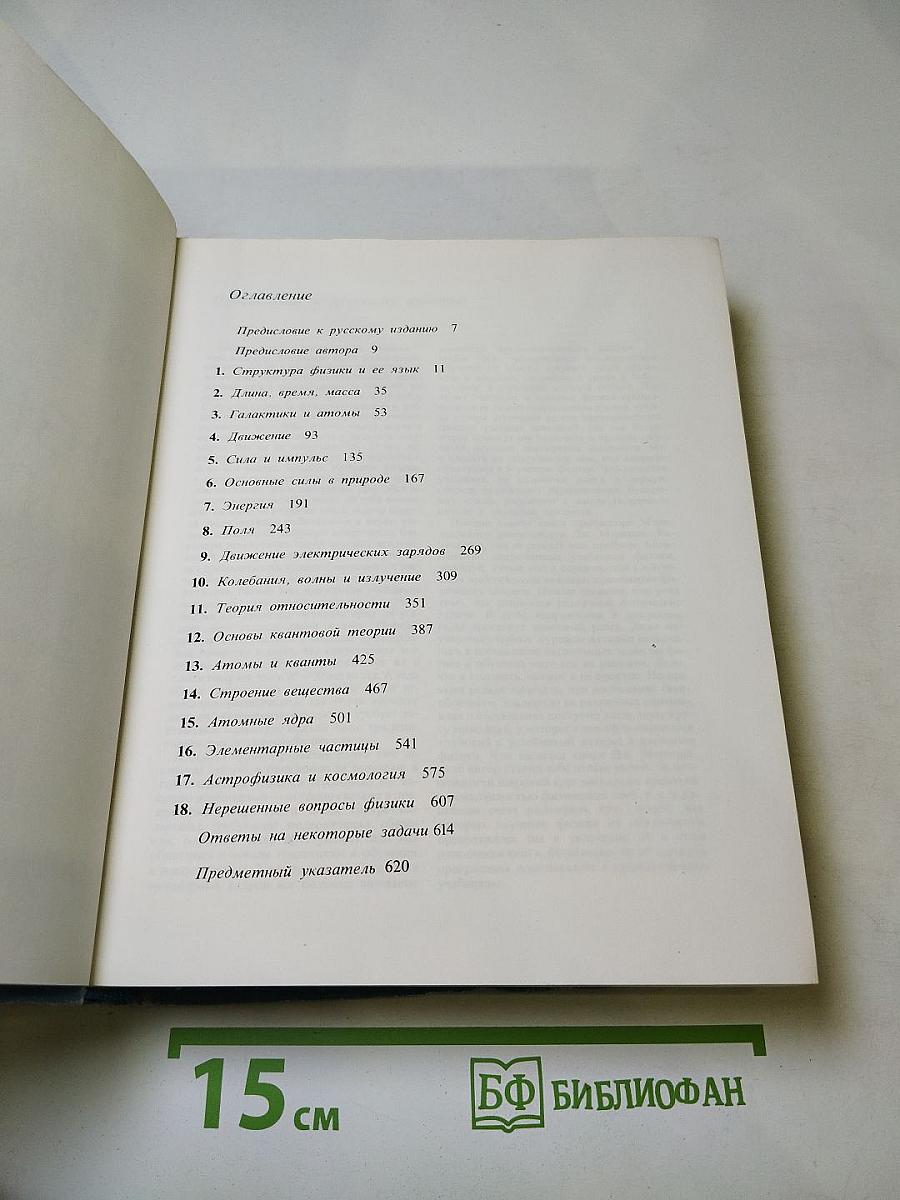 Оглавление
Предисловие к русскому изданию 7
Предисловие автора 9
1. Структура физики и ее язык 11
2. Длина, время, масса 35
3. Галактики и атомы 53
4. Движение 93
5. Сила и импульс 135
6. Основные силы в природе 167
7. Энергия 191
8. Поля 243
9. Движение электрических зарядов 269
10. Колебания, волны и излучение 309
11. Теория относительности 351
12. Основы квантовой теории 387
13. Атомы и кванты 425
14. Строение вещества 467
15. Атомные ядра 501
16. Элементарные частицы 541
17. Астрофизика и космология 575
18. Нерешенные вопросы физики 607
Ответы на некоторые задачи 614
Предметный указатель 620
15 см
БФ БИБЛИОФАН